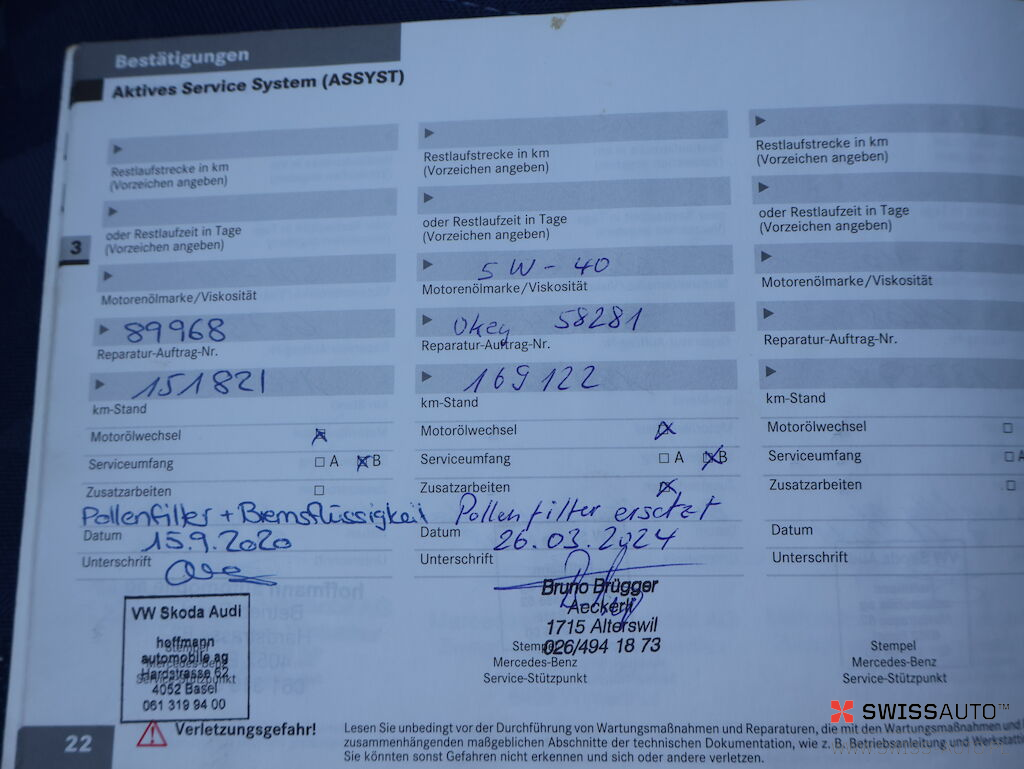 Bestätigungen
Aktives Service System (ASSYST)
3
Restlaufstrecke in km
(Vorzeichen angeben)
oder Restlaufzeit in Tage
(Vorzeichen angeben)
Motorenölmarke/Viskosität
89968
Reparatur-Auftrag-Nr.
151821
km-Stand
Motorölwechsel
Serviceumfang A B
Zusatzarbeiten
Pollenfilter + Bremsflüssigkeit
Datum 15.9.2020
Unterschrift
VW Skoda Audi
hoffmann
automobile ag
Hardstrasse 62
4052 Basel
061 319 94 00
Stempel
Mercedes-Benz
Service-Stützpunkt
Restlaufstrecke in km
(Vorzeichen angeben)
oder Restlaufzeit in Tage
(Vorzeichen angeben)
5W-40
Motorenölmarke/Viskosität
58281
Reparatur-Auftrag-Nr.
169122
km-Stand
Motorölwechsel
Serviceumfang A B
Zusatzarbeiten
Pollenfilter ersetzt
Datum 26.03.2024
Unterschrift
Bruno Brügger
Aeckerli
1715 Alterswil
026/494 18 73
Stempel
Mercedes-Benz
Service-Stützpunkt
Restlaufstrecke in km
(Vorzeichen angeben)
oder Restlaufzeit in Tage
(Vorzeichen angeben)
Motorenölmarke/Viskosität
Reparatur-Auftrag-Nr.
km-Stand
Motorölwechsel
Serviceumfang A
Zusatzarbeiten
Datum
Unterschrift
Stempel
Mercedes-Benz
Service-Stützpunkt
SWISSAUTO™
22
Verletzungsgefahr!
Lesen Sie unbedingt vor der Durchführung von Wartungsmaßnahmen und Reparaturen, die mit den Wartungsmaßnahmen und
zusammenhängenden maßgeblichen Abschnitte der technischen Dokumentation, wie z. B. Betriebsanleitung und
Sie könnten sonst Gefahren nicht erkennen und sich oder andere verletzen.